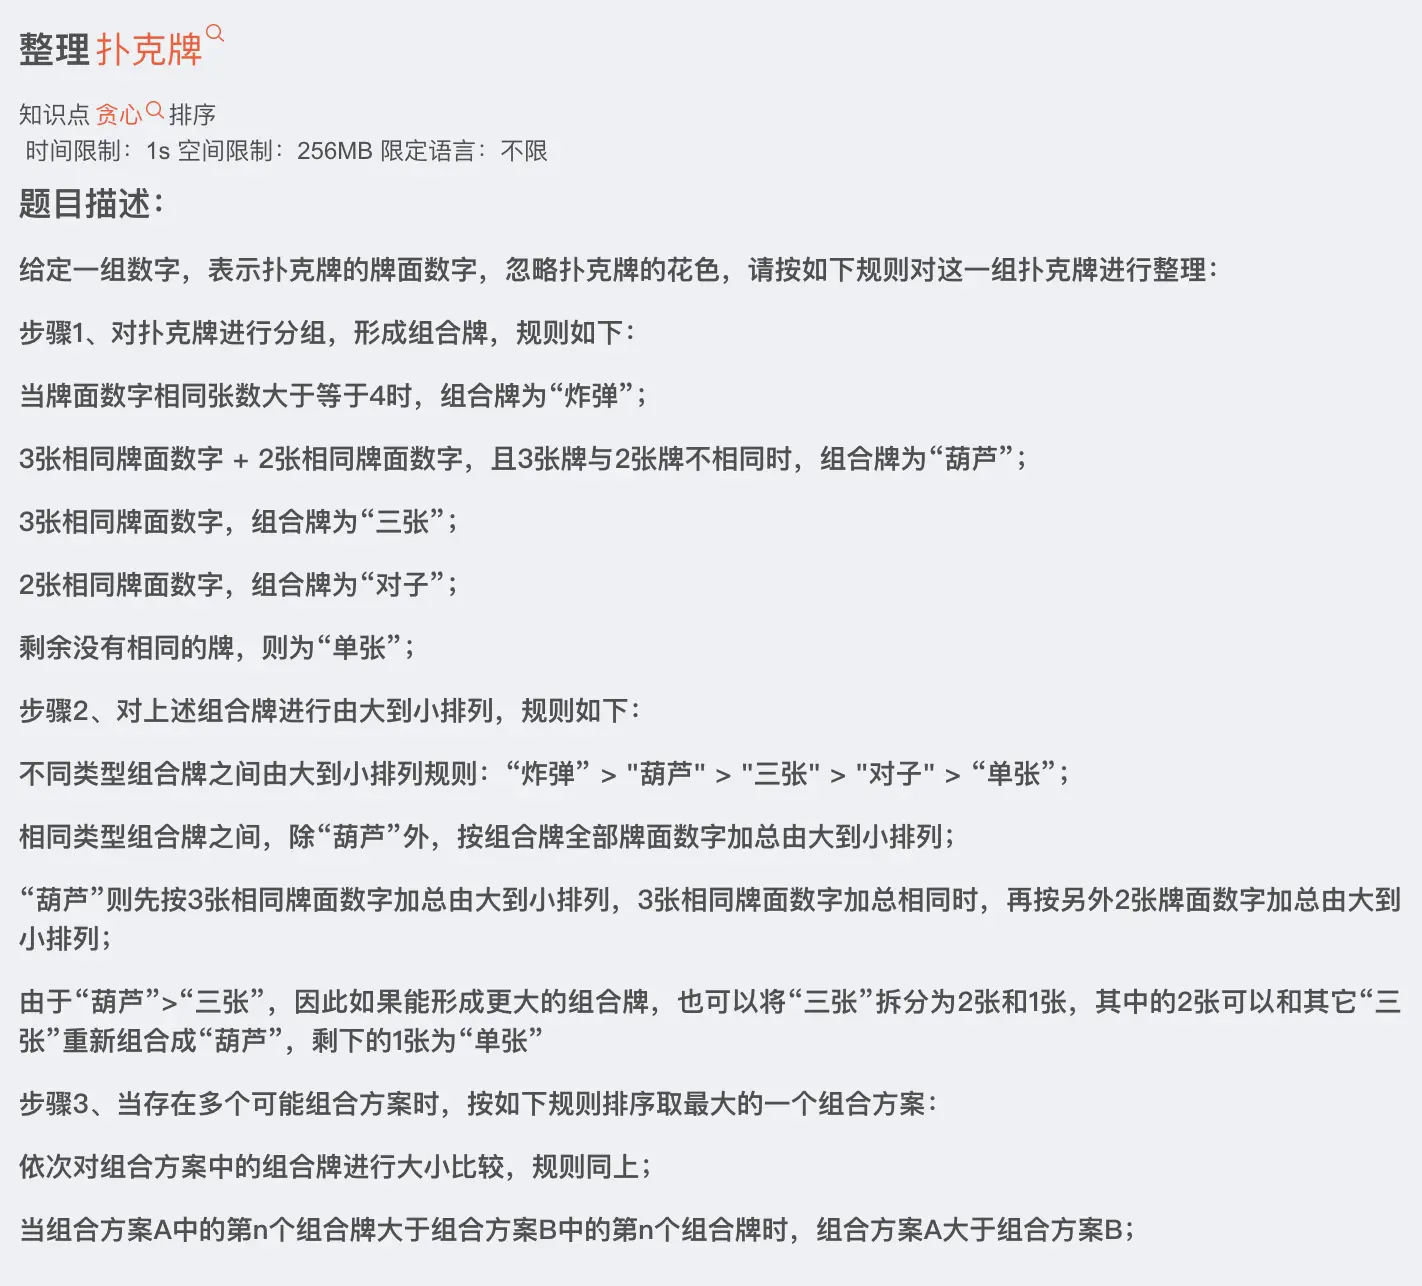 整理扑克牌
知识点 贪心 排序
时间限制：1s 空间限制：256MB 限定语言：不限
题目描述：
给定一组数字，表示扑克牌的牌面数字，忽略扑克牌的花色，请按如下规则对这一组扑克牌进行整理：
步骤1、对扑克牌进行分组，形成组合牌，规则如下：
当牌面数字相同张数大于等于4时，组合牌为“炸弹”；
3张相同牌面数字 + 2张相同牌面数字，且3张牌与2张牌不相同时，组合牌为“葫芦”；
3张相同牌面数字，组合牌为“三张”；
2张相同牌面数字，组合牌为“对子”；
剩余没有相同的牌，则为“单张”；
步骤2、对上述组合牌进行由大到小排列，规则如下：
不同类型组合牌之间由大到小排列规则：“炸弹” > "葫芦" > "三张" > "对子" > “单张”；
相同类型组合牌之间，除“葫芦”外，按组合牌全部牌面数字加总由大到小排列；
“葫芦”则先按3张相同牌面数字加总由大到小排列，3张相同牌面数字加总相同时，再按另外2张牌面数字加总由大到
小排列；
由于“葫芦”>“三张”，因此如果能形成更大的组合牌，也可以将“三张”拆分为2张和1张，其中的2张可以和其它“三
张”重新组合成“葫芦”，剩下的1张为“单张”
步骤3、当存在多个可能组合方案时，按如下规则排序取最大的一个组合方案：
依次对组合方案中的组合牌进行大小比较，规则同上；
当组合方案A中的第n个组合牌大于组合方案B中的第n个组合牌时，组合方案A大于组合方案B；